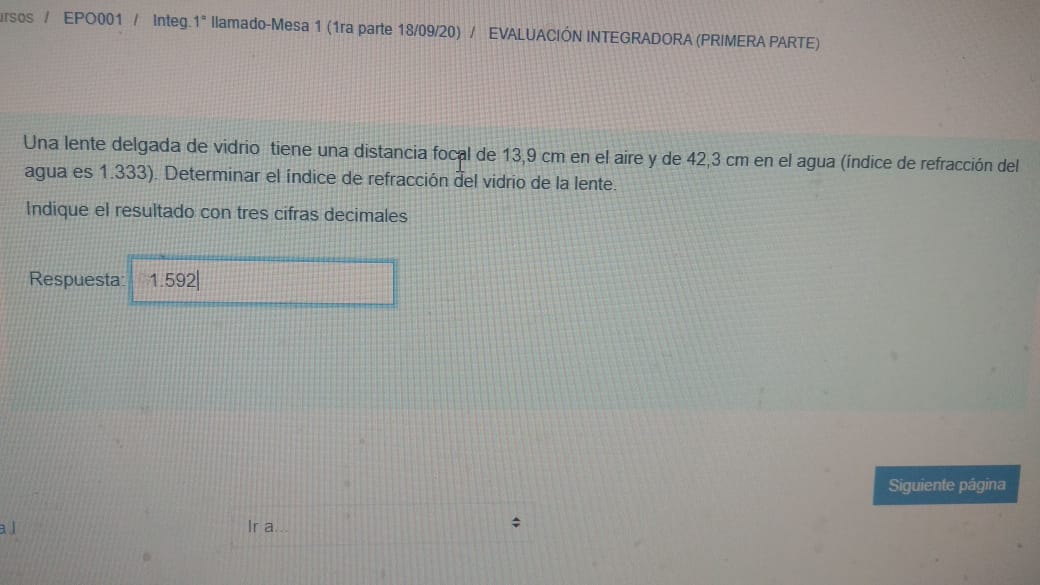 ursos / EPO001 / Integ.1° llamado-Mesa 1 (1ra parte 18/09/20) / EVALUACIÓN INTEGRADORA (PRIMERA PARTE)
Una lente delgada de vidrio tiene una distancia focal de 13,9 cm en el aire y de 42,3 cm en el agua (índice de refracción del
agua es 1.333). Determinar el índice de refracción del vidrio de la lente.
Indique el resultado con tres cifras decimales
Respuesta: 1.592
Siguiente página
Ir a...